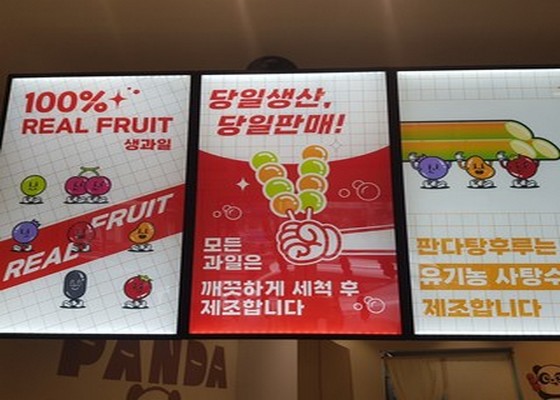 100%
REAL FRUIT
생과일
REAL FRUIT
당일생산,
당일판매!
모든
과일은
깨끗하게 세척 후
제조합니다
판다탕후루는
유기농 사탕수
제조합니다
PANDA